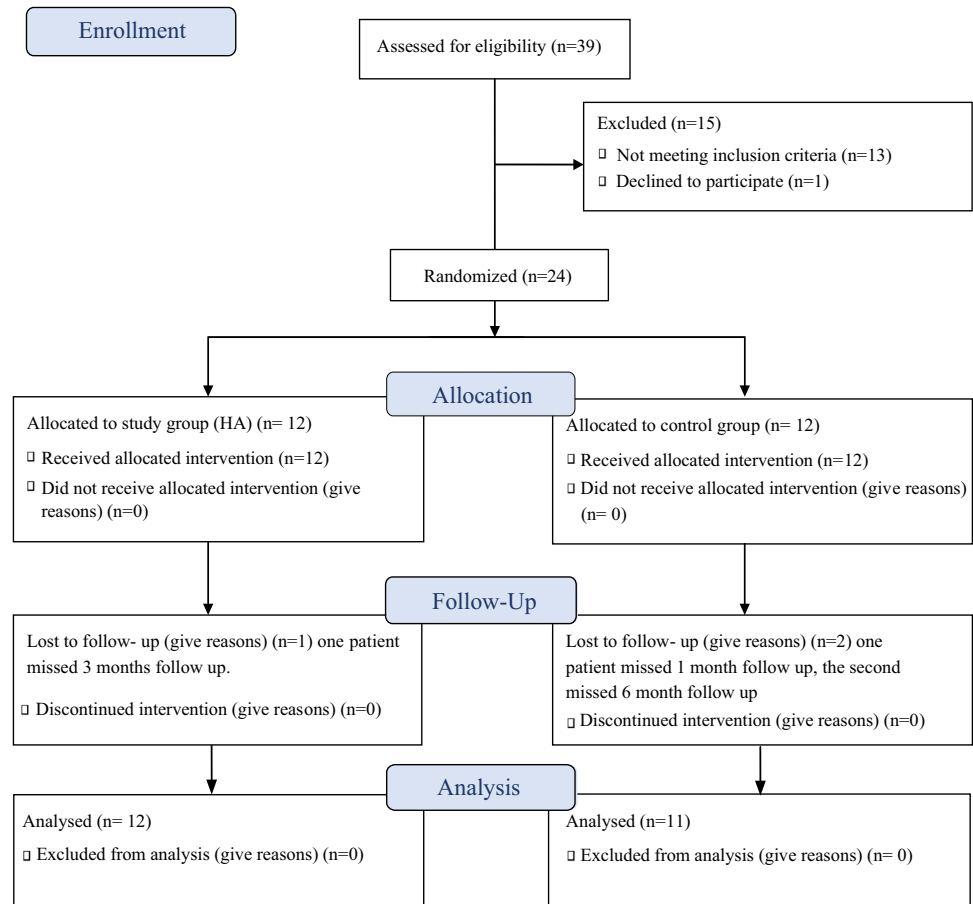 Enrollment
Assessed for eligibility (n=39)
Excluded (n=15)
▯ Not meeting inclusion criteria (n=13)
▯ Declined to participate (n=1)
Randomized (n=24)
Allocation
Allocated to study group (HA) (n= 12)
▯ Received allocated intervention (n=12)
▯ Did not receive allocated intervention (give
reasons) (n=0)
Allocated to control group (n= 12)
▯ Received allocated intervention (n=12)
▯ Did not receive allocated intervention (give reasons)
(n= 0)
Follow-Up
Lost to follow- up (give reasons) (n=1) one patient
missed 3 months follow up.
▯ Discontinued intervention (give reasons) (n=0)
Lost to follow- up (give reasons) (n=2) one
patient missed 1 month follow up, the second
missed 6 month follow up
▯ Discontinued intervention (give reasons) (n=0)
Analysis
Analysed (n= 12)
▯ Excluded from analysis (give reasons) (n=0)
Analysed (n=11)
▯ Excluded from analysis (give reasons) (n= 0)